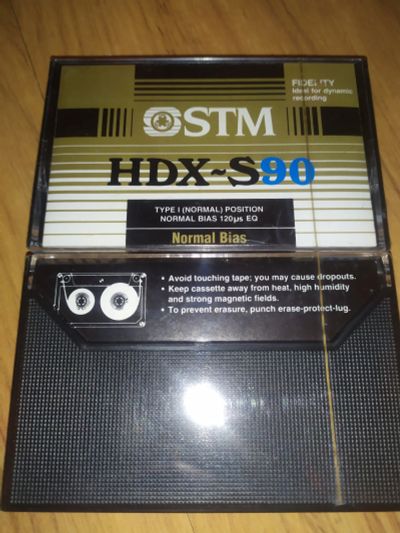 FIDELITY
Ideal for dynamic
recording
STM
HDX~S90
TYPE I (NORMAL) POSITION
NORMAL BIAS 120μs EQ
Normal Bias
• Avoid touching tape; you may cause dropouts.
• Keep cassette away from heat, high humidity
and strong magnetic fields.
• To prevent erasure, punch erase-protect-lug.